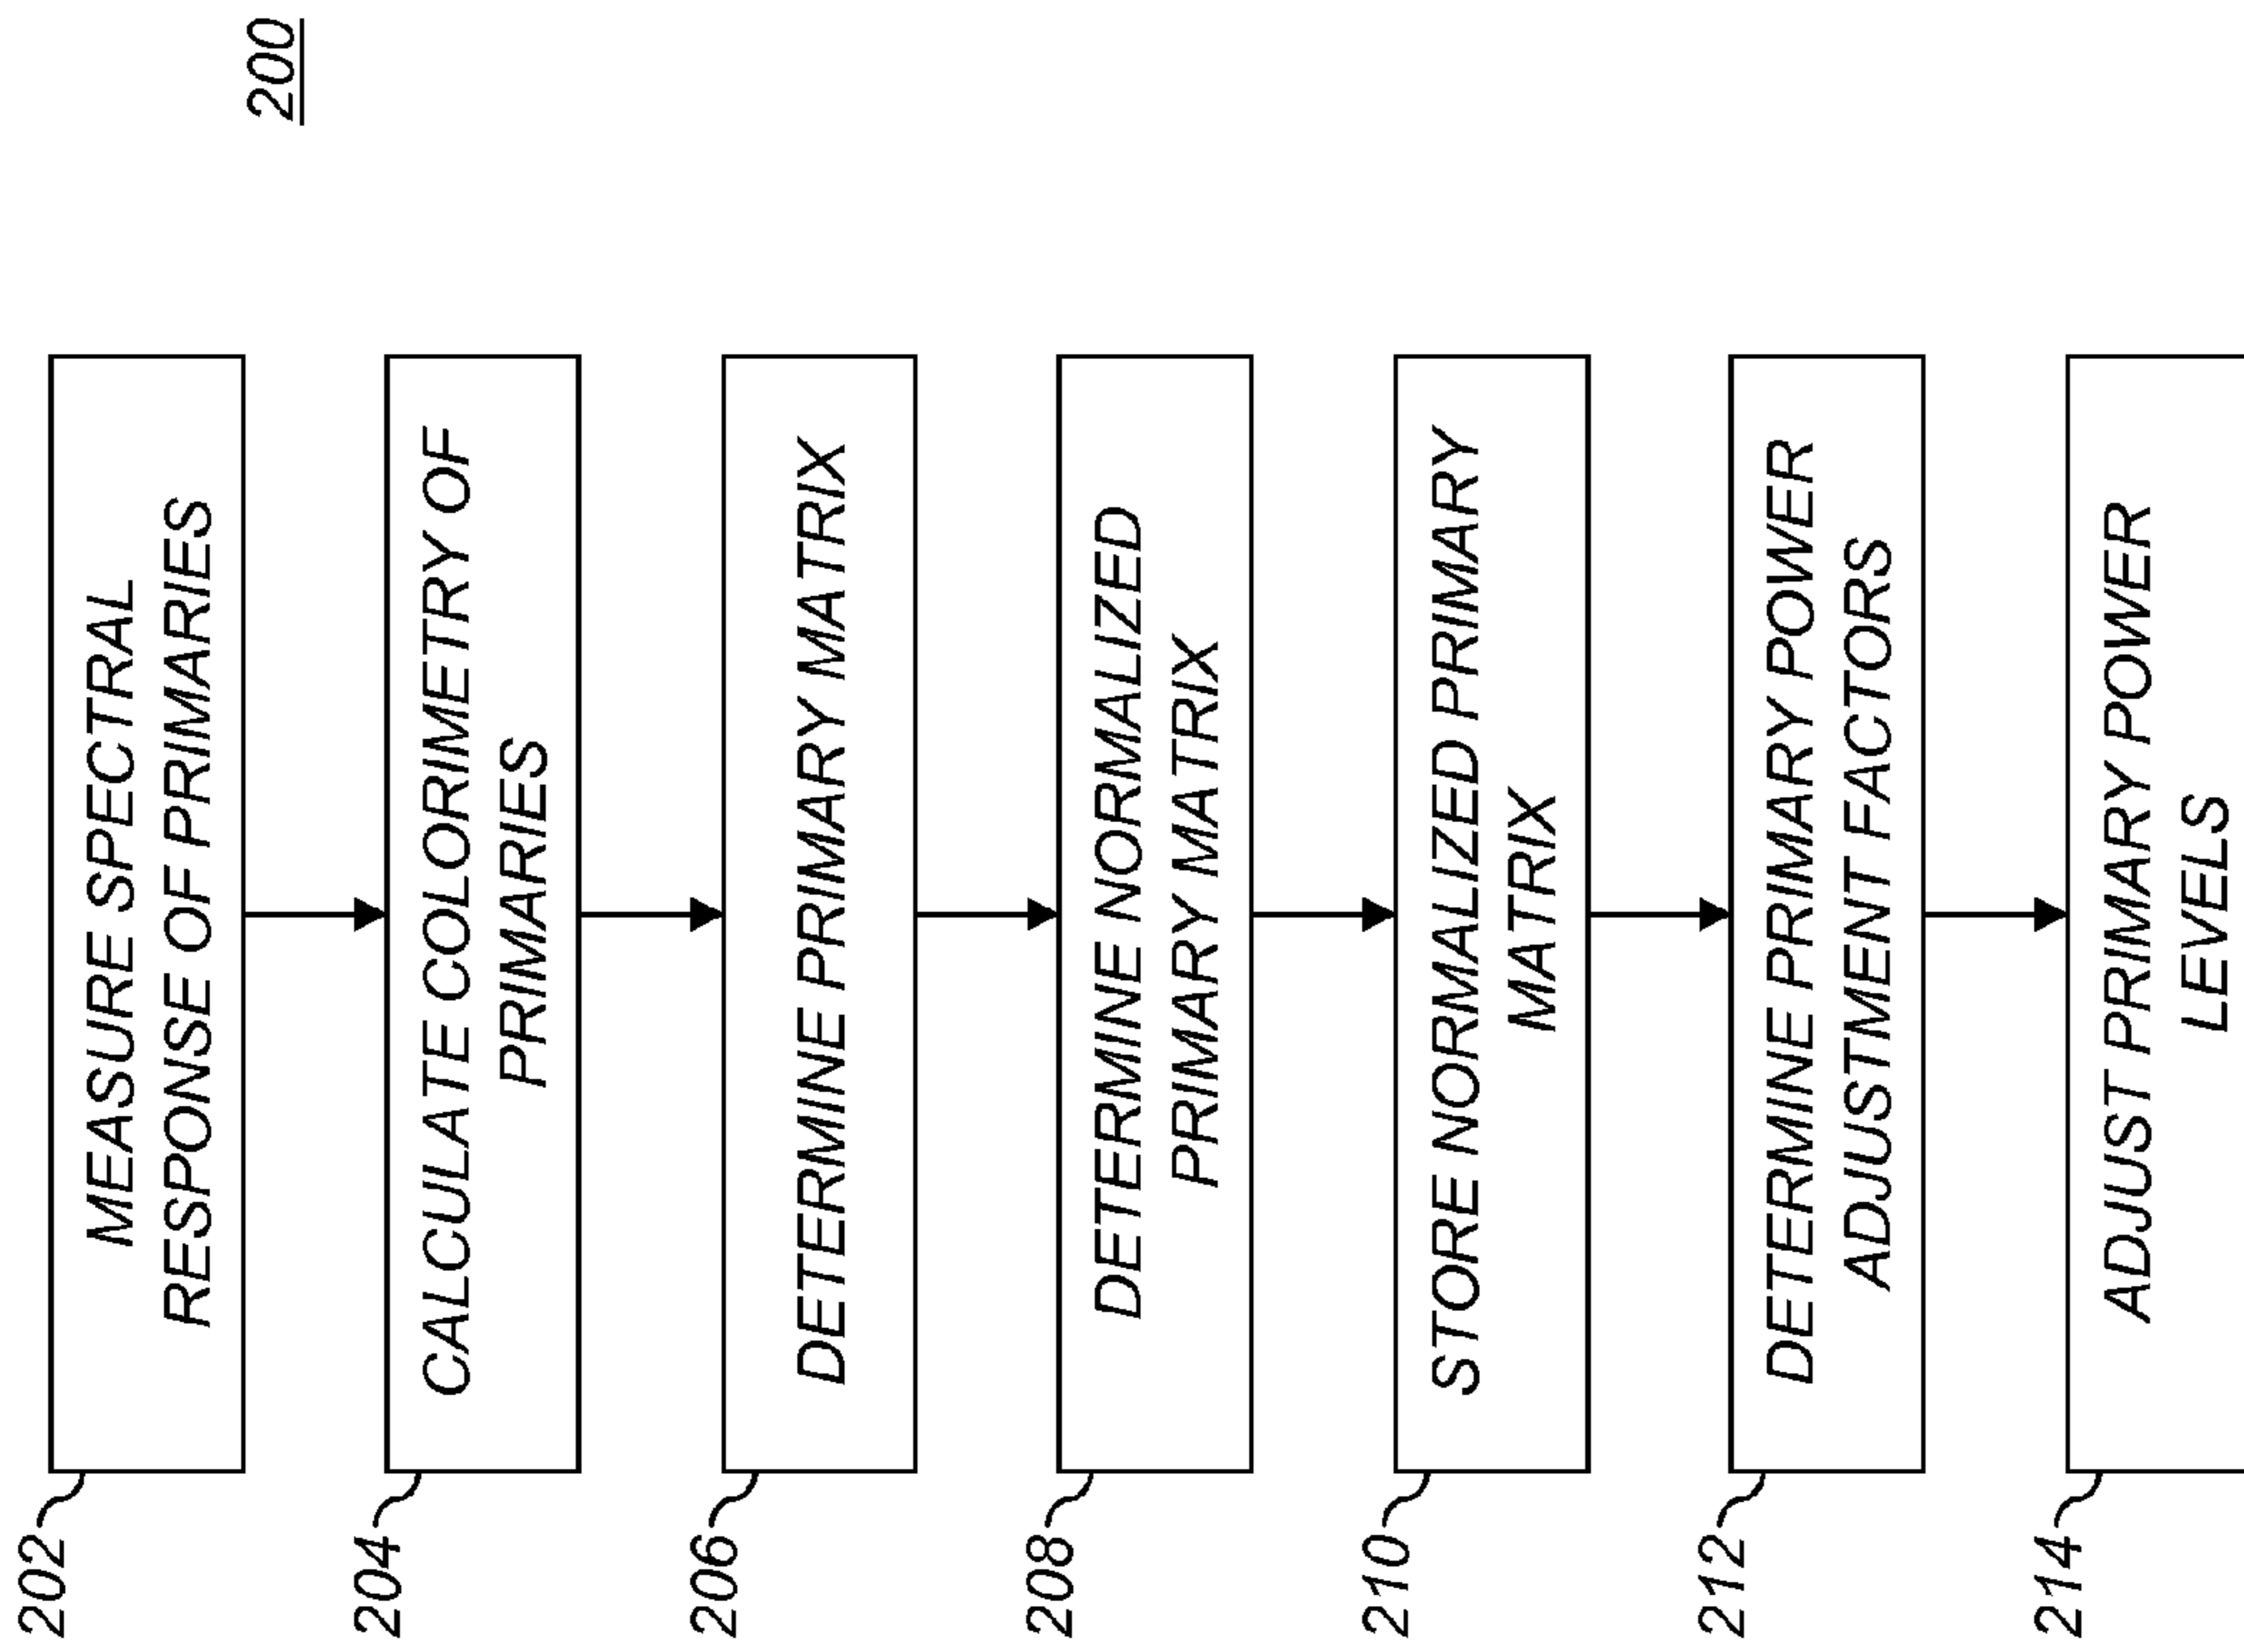 200
202
MEASURE SPECTRAL
RESPONSE OF PRIMARIES
204
CALCULATE COLORIMETRY OF
PRIMARIES
206
DETERMINE PRIMARY MATRIX
208
DETERMINE NORMALIZED
PRIMARY MATRIX
210
STORE NORMALIZED PRIMARY
MATRIX
212
DETERMINE PRIMARY POWER
ADJUSTMENT FACTORS
214
ADJUST PRIMARY POWER
LEVELS